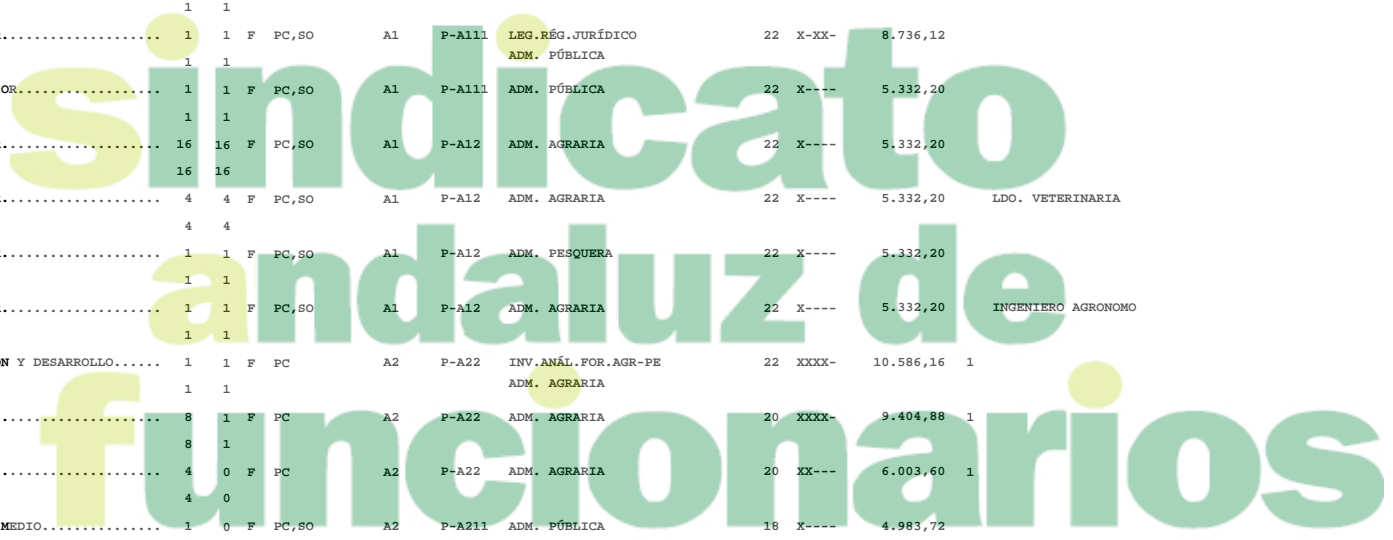 1 1
.................... 1 1 F PC,SO A1 P-A111 LEG.RÉG.JURÍDICO 22 X-XX- 8.736,12
1 1 ADM. PÚBLICA
OR.................. 1 1 F PC,SO A1 P-A111 ADM. PÚBLICA 22 X---- 5.332,20
1 1
.................... 16 16 F PC,SO A1 P-A12 ADM. AGRARIA 22 X---- 5.332,20
16 16
.................... 4 4 F PC,SO A1 P-A12 ADM. AGRARIA 22 X---- 5.332,20 LDO. VETERINARIA
4 4
.................... 1 1 F PC,SO A1 P-A12 ADM. PESQUERA 22 X---- 5.332,20
1 1
.................... 1 1 F PC,SO A1 P-A12 ADM. AGRARIA 22 X---- 5.332,20 INGENIERO AGRONOMO
1 1
N Y DESARROLLO...... 1 1 F PC A2 P-A22 INV.ANÁL.FOR.AGR-PE 22 XXXX- 10.586,16 1
1 1 ADM. AGRARIA
.................... 8 1 F PC A2 P-A22 ADM. AGRARIA 20 XXXX- 9.404,88 1
8 1
.................... 4 0 F PC A2 P-A22 ADM. AGRARIA 20 XX--- 6.003,60 1
4 0
MEDIO............... 1 0 F PC,SO A2 P-A211 ADM. PÚBLICA 18 X---- 4.983,72
sindicato
andaluz de
funcionarios